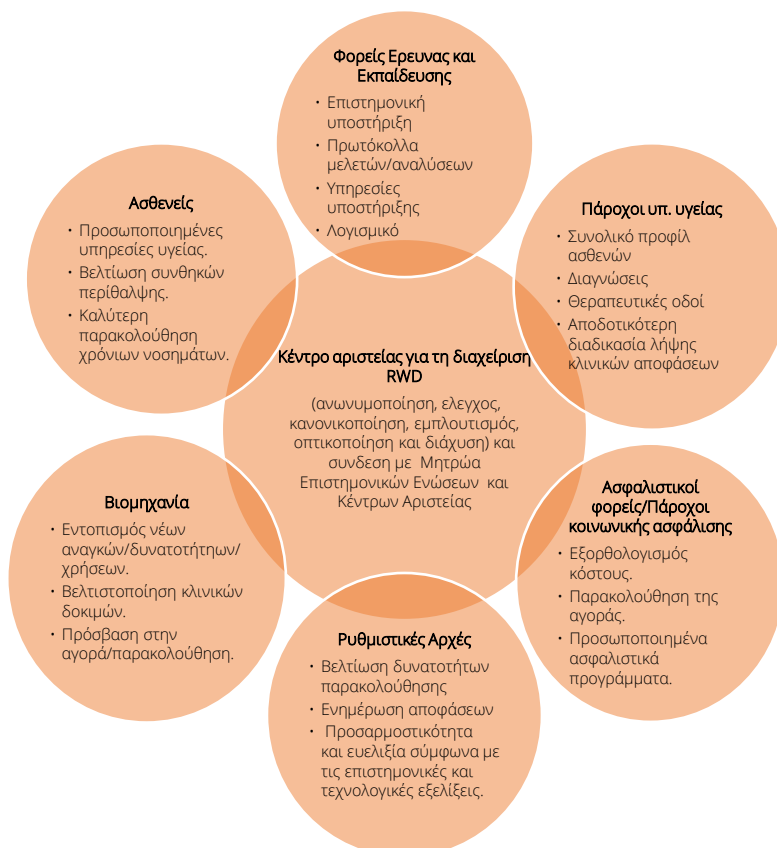 Φορείς Ερευνας και
Εκπαίδευσης
· Επιστημονική
υποστήριξη
· Πρωτόκολλα
μελετών/αναλύσεων
· Υπηρεσίες
υποστήριξης
· Λογισμικό
Πάροχοι υπ. υγείας
· Συνολικό προφίλ
ασθενών
· Διαγνώσεις
· Θεραπευτικές οδοί
· Αποδοτικότερη
διαδικασία λήψης
κλινικών αποφάσεων
Ασφαλιστικοί
φορείς/Πάροχοι
κοινωνικής ασφάλισης
· Εξορθολογισμός
κόστους.
· Παρακολούθηση της
αγοράς.
· Προσωποποιημένα
ασφαλιστικά
προγράμματα.
Ρυθμιστικές Αρχές
· Βελτίωση δυνατοτήτων
παρακολούθησης
· Ενημέρωση αποφάσεων
· Προσαρμοστικότητα
και ευελιξία σύμφωνα με
τις επιστημονικές και
τεχνολογικές εξελίξεις.
Βιομηχανία
· Εντοπισμός νέων
αναγκών/δυνατοτήτηων/
χρήσεων.
· Βελτιστοποίηση κλινικών
δοκιμών.
· Πρόσβαση στην
αγορά/παρακολούθηση.
Ασθενείς
· Προσωποποιημένες
υπηρεσίες υγείας.
· Βελτίωση συνθηκών
περίθαλψης.
· Καλύτερη
παρακολούθηση
χρόνιων νοσημάτων.
Κέντρο αριστείας για τη διαχείριση
RWD
(ανωνυμοποίηση, ελεγχος,
κανονικοποίηση, εμπλουτισμός,
οπτικοποίηση και διάχυση) και
συνδεση με Μητρώα
Επιστημονικών Ενώσεων και
Κέντρων Αριστείας